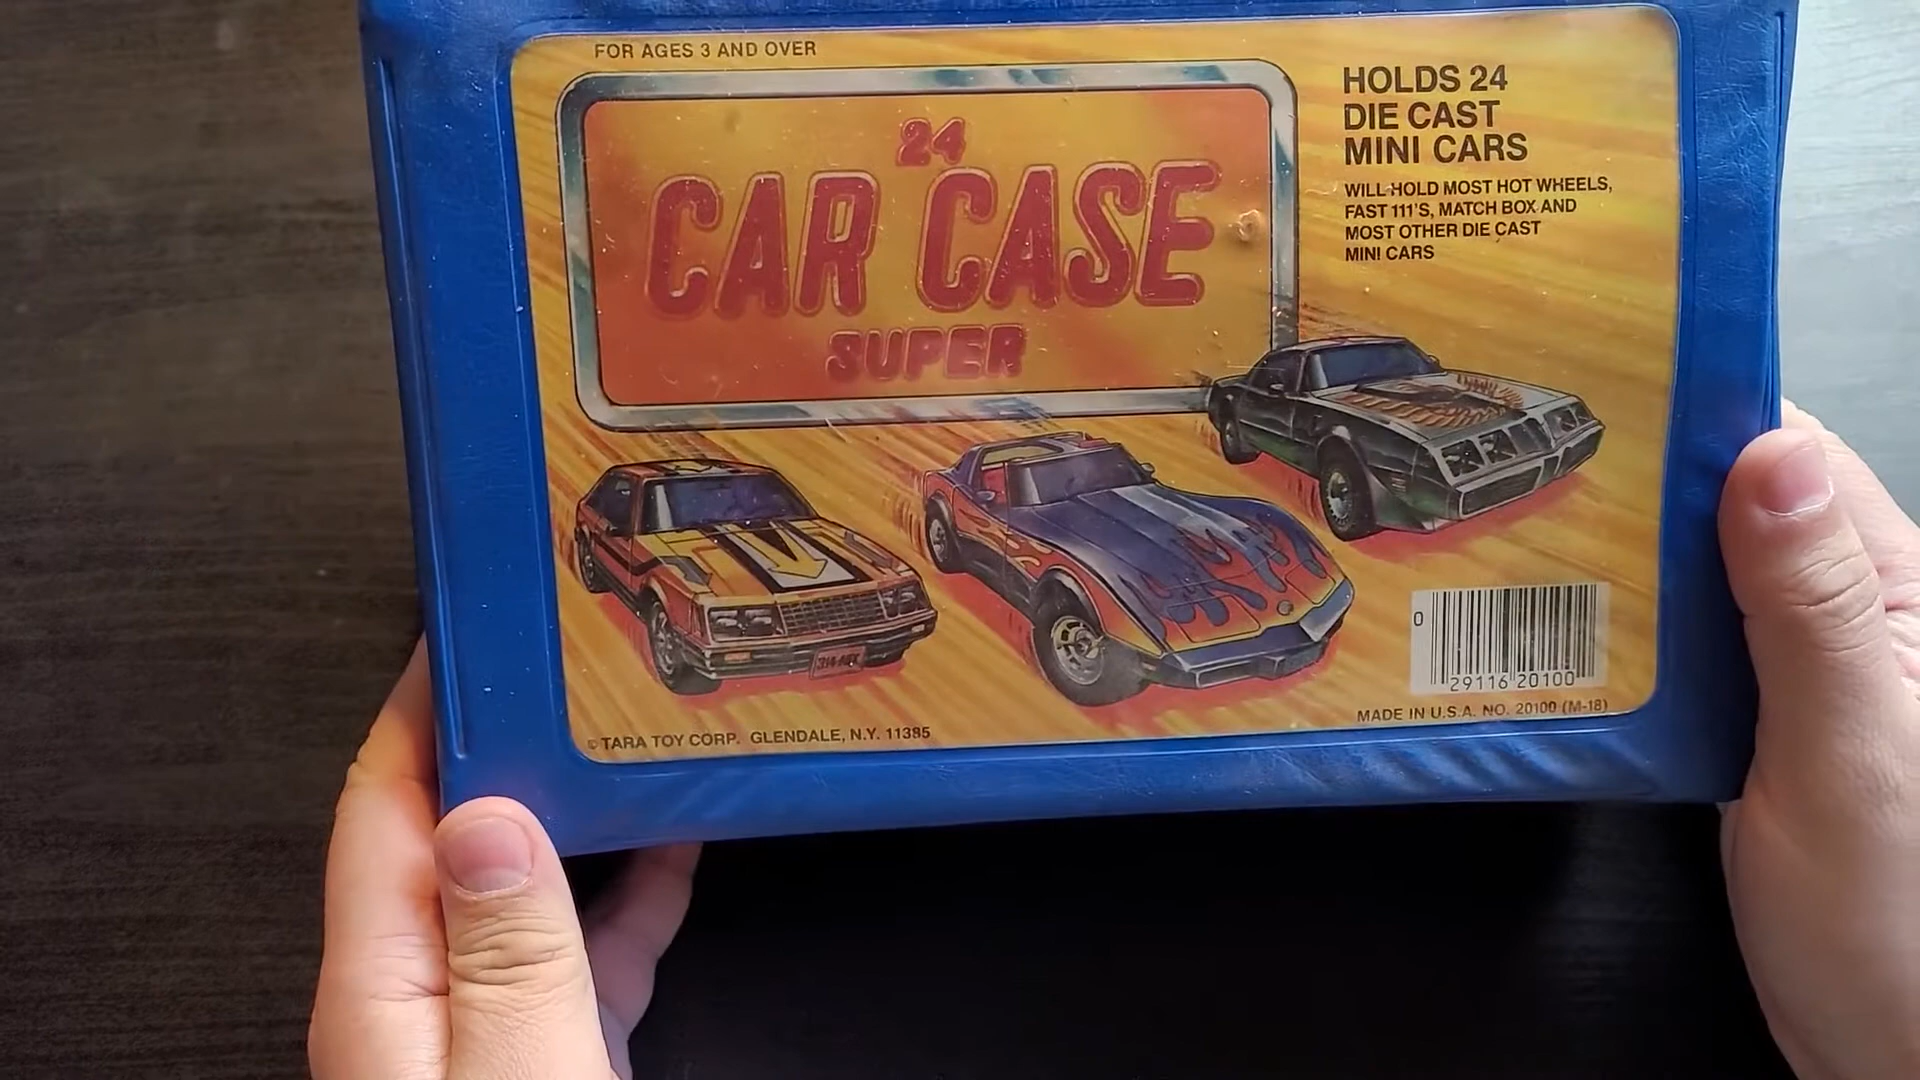 FOR AGES 3 AND OVER
24
CAR CASE
SUPER
HOLDS 24
DIE CAST
MINI CARS
WILL HOLD MOST HOT WHEELS,
FAST 111'S, MATCH BOX AND
MOST OTHER DIE CAST
MINI CARS
0
29116 20100
MADE IN U.S.A. NO. 20100 (M-18)
© TARA TOY CORP. GLENDALE, N.Y. 11385